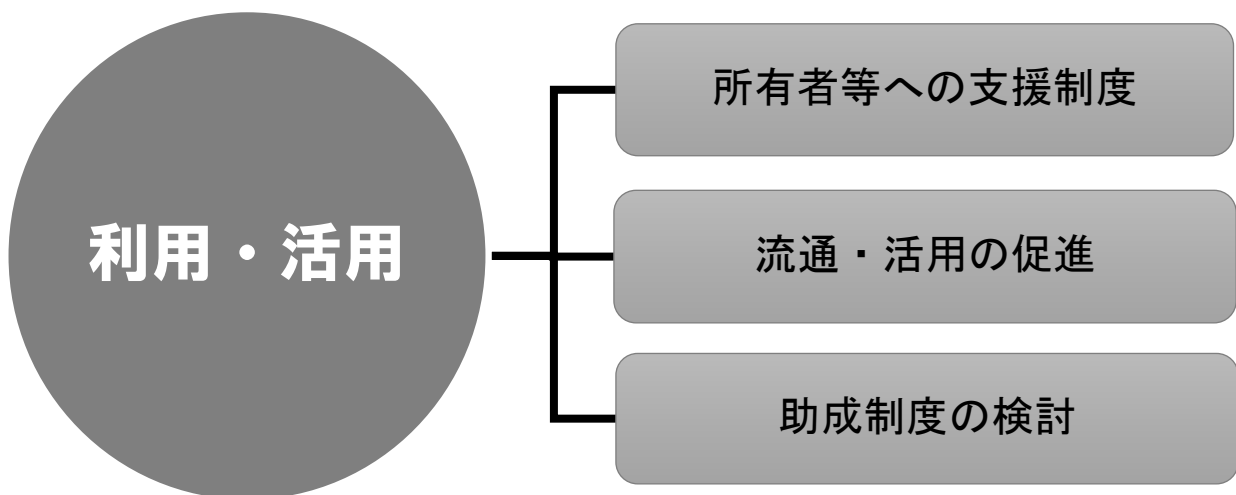 利用・活用
所有者等への支援制度
流通・活用の促進
助成制度の検討